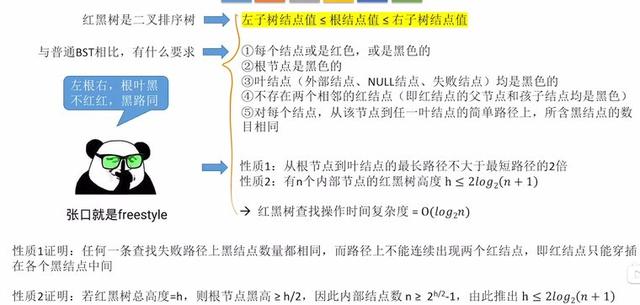 红黑树是二叉排序树
左子树结点值 ≤ 根结点值 ≤ 右子树结点值
与普通BST相比，有什么要求
①每个结点或是红色，或是黑色的
②根节点是黑色的
③叶结点（外部结点、NULL结点、失败结点）均是黑色的
④不存在两个相邻的红结点（即红结点的父节点和孩子结点均是黑色）
⑤对每个结点，从该节点到任一叶结点的简单路径上，所含黑结点的数
目相同
左根右，根叶黑
不红红，黑路同
张口就是freestyle
性质1：从根节点到叶结点的最长路径不大于最短路径的2倍
性质2：有n个内部节点的红黑树高度 h ≤ 2log₂(n + 1)
→ 红黑树查找操作时间复杂度 = O(log₂n)
性质1证明：任何一条查找失败路径上黑结点数量都相同，而路径上不能连续出现两个红结点，即红结点只能穿插
在各个黑结点中间
性质2证明：若红黑树总高度=h，则根节点黑高 ≥ h/2，因此内部结点数 n ≥ 2^h/2-1，由此推出 h ≤ 2log₂(n + 1)